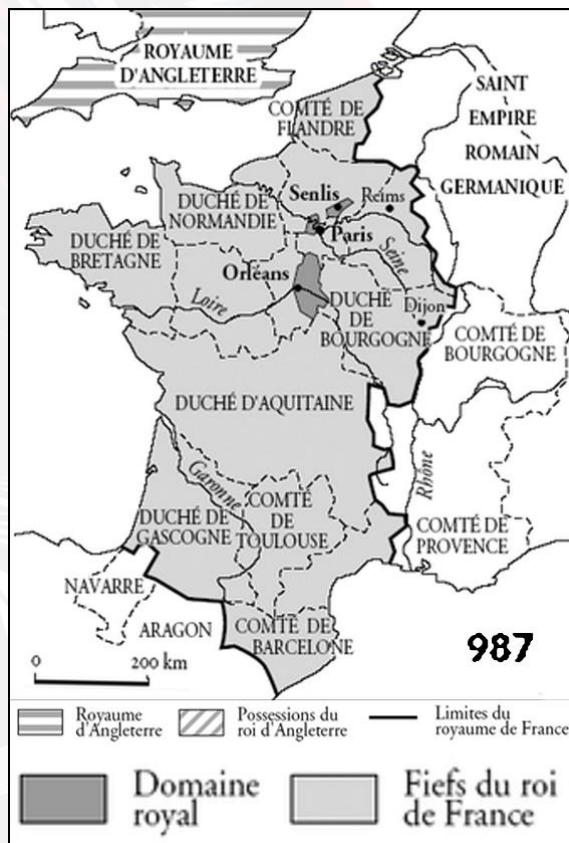 ROYAUME
D'ANGLETERRE
SAINT
EMPIRE
ROMAIN
GERMANIQUE
COMTÉ DE
FLANDRE
Senlis
Reims
DUCHÉ DE
NORMANDIE
Paris
DUCHÉ DE
BRETAGNE
Seine
Orléans
Loire
DUCHÉ
DE
BOURGOGNE
Dijon
COMTÉ DE
BOURGOGNE
DUCHÉ D'AQUITAINE
Garonne
Rhône
COMTÉ
DE
TOULOUSE
DUCHÉ DE
GASCOGNE
COMTÉ DE
PROVENCE
NAVARRE
ARAGON
COMTÉ DE
BARCELONE
987
0 200 km
Royaume
d'Angleterre
Possessions du
roi d'Angleterre
Limites du
royaume de France
Domaine
royal
Fiefs du roi
de France